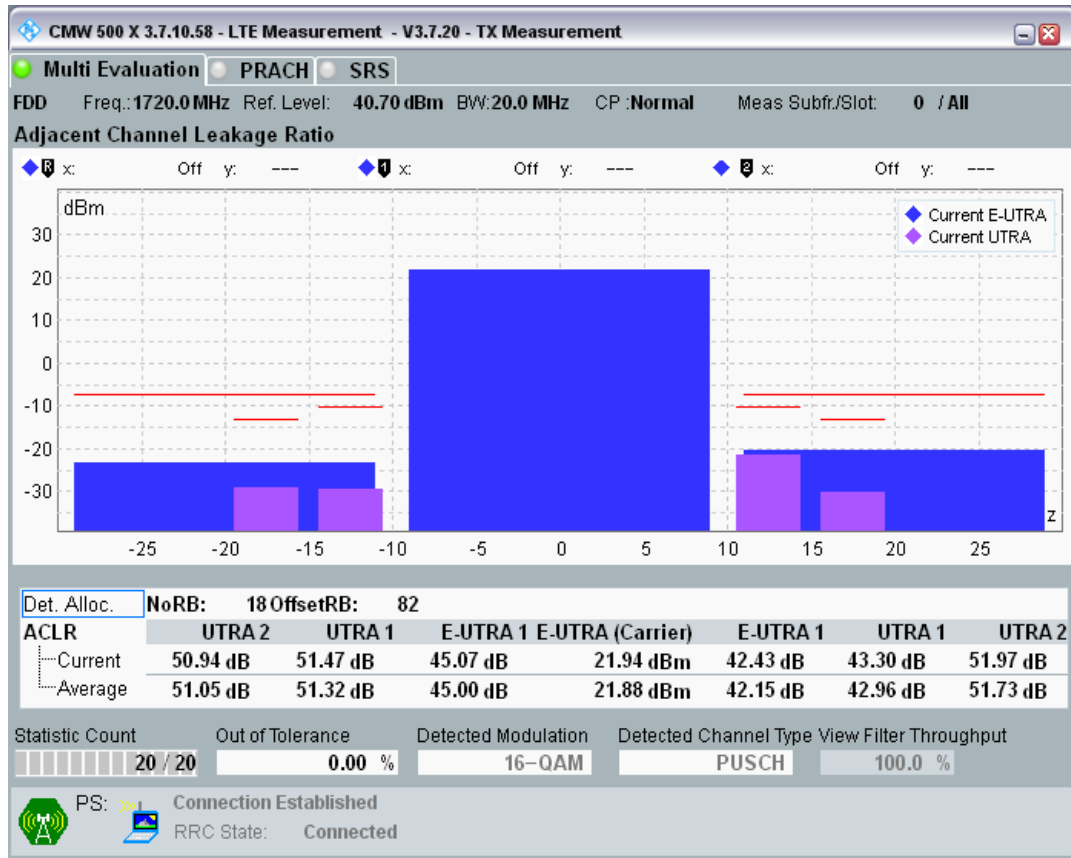 CMW 500 X 3.7.10.58 - LTE Measurement - V3.7.20 - TX Measurement
Multi Evaluation PRACH SRS
FDD Freq.:1720.0 MHz Ref. Level: 40.70 dBm BW:20.0 MHz CP :Normal Meas Subfr./Slot: 0 / All
Adjacent Channel Leakage Ratio
R x: Off y: --- 1 x: Off y: --- 2 x: Off y: ---
dBm
Current E-UTRA
Current UTRA
30
20
10
0
-10
-20
-30
z
-25 -20 -15 -10 -5 0 5 10 15 20 25
Det. Alloc. NoRB: 18 OffsetRB: 82
ACLR UTRA 2 UTRA 1 E-UTRA 1 E-UTRA (Carrier) E-UTRA 1 UTRA 1 UTRA 2
Current 50.94 dB 51.47 dB 45.07 dB 21.94 dBm 42.43 dB 43.30 dB 51.97 dB
Average 51.05 dB 51.32 dB 45.00 dB 21.88 dBm 42.15 dB 42.96 dB 51.73 dB
Statistic Count Out of Tolerance Detected Modulation Detected Channel Type View Filter Throughput
20 / 20 0.00 % 16-QAM PUSCH 100.0 %
PS: Connection Established
RRC State: Connected